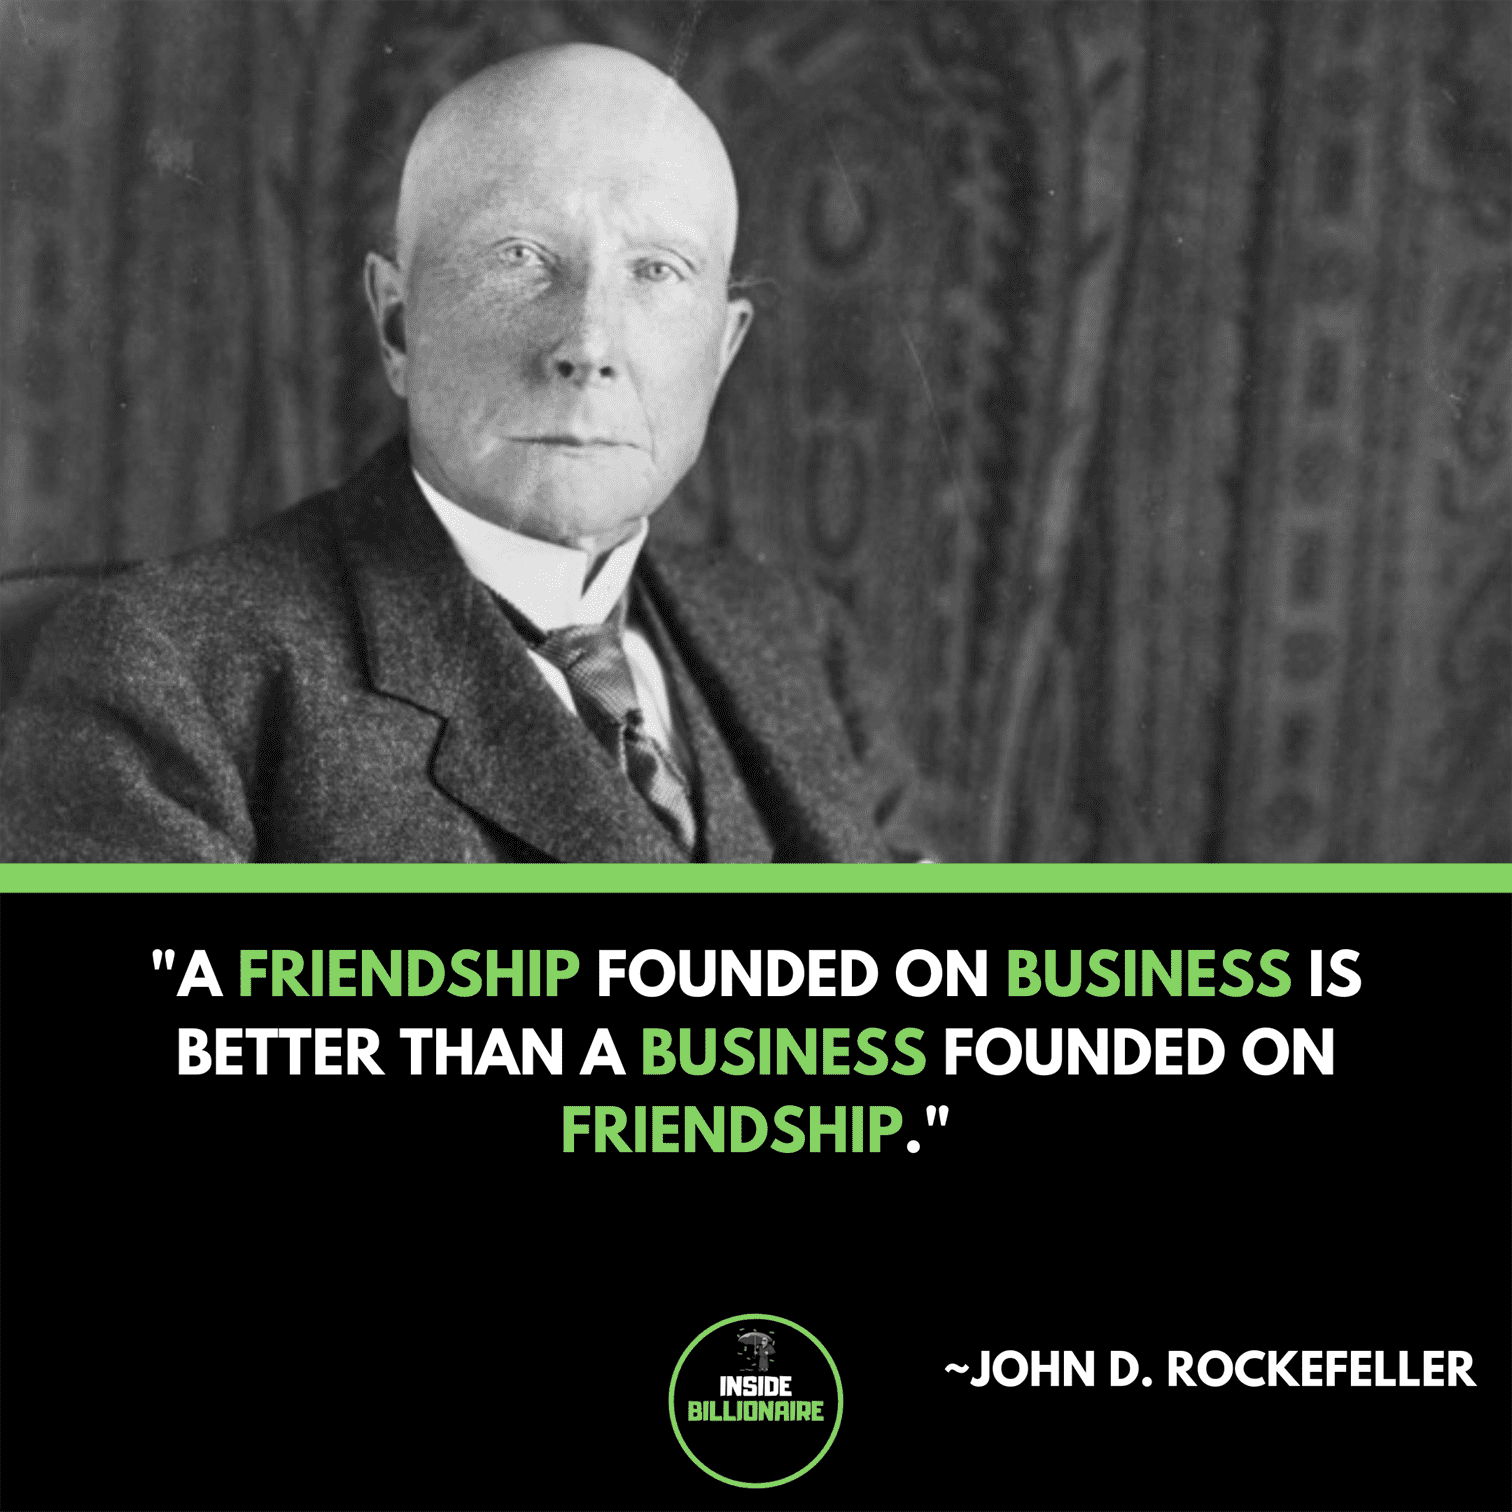 "A FRIENDSHIP FOUNDED ON BUSINESS IS
BETTER THAN A BUSINESS FOUNDED ON
FRIENDSHIP."
INSIDE
BILLIONAIRE
~JOHN D. ROCKEFELLER